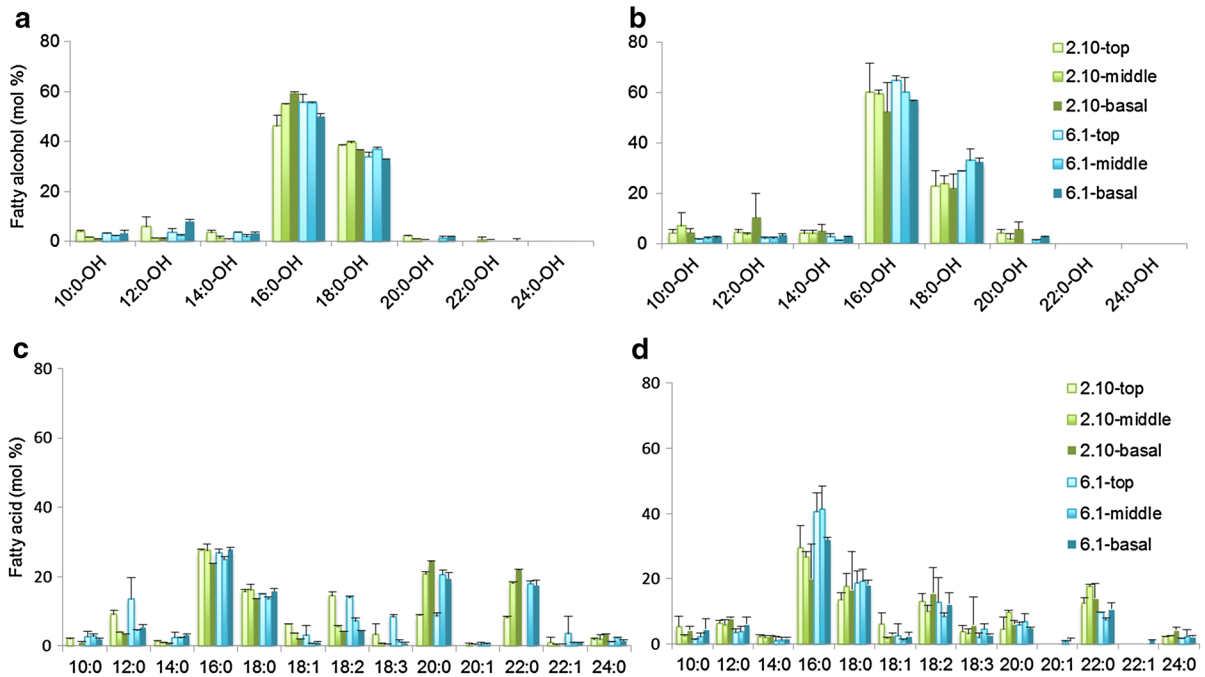 a
Fatty alcohol (mol %)
80
60
40
20
0
10:0-OH
12:0-OH
14:0-OH
16:0-OH
18:0-OH
20:0-OH
22:0-OH
24:0-OH
b
80
60
40
20
0
10:0-OH
12:0-OH
14:0-OH
16:0-OH
18:0-OH
20:0-OH
22:0-OH
24:0-OH
2.10-top
2.10-middle
2.10-basal
6.1-top
6.1-middle
6.1-basal
c
Fatty acid (mol %)
80
60
40
20
0
10:0 12:0 14:0 16:0 18:0 18:1 18:2 18:3 20:0 20:1 22:0 22:1 24:0
d
80
60
40
20
0
10:0 12:0 14:0 16:0 18:0 18:1 18:2 18:3 20:0 20:1 22:0 22:1 24:0
2.10-top
2.10-middle
2.10-basal
6.1-top
6.1-middle
6.1-basal